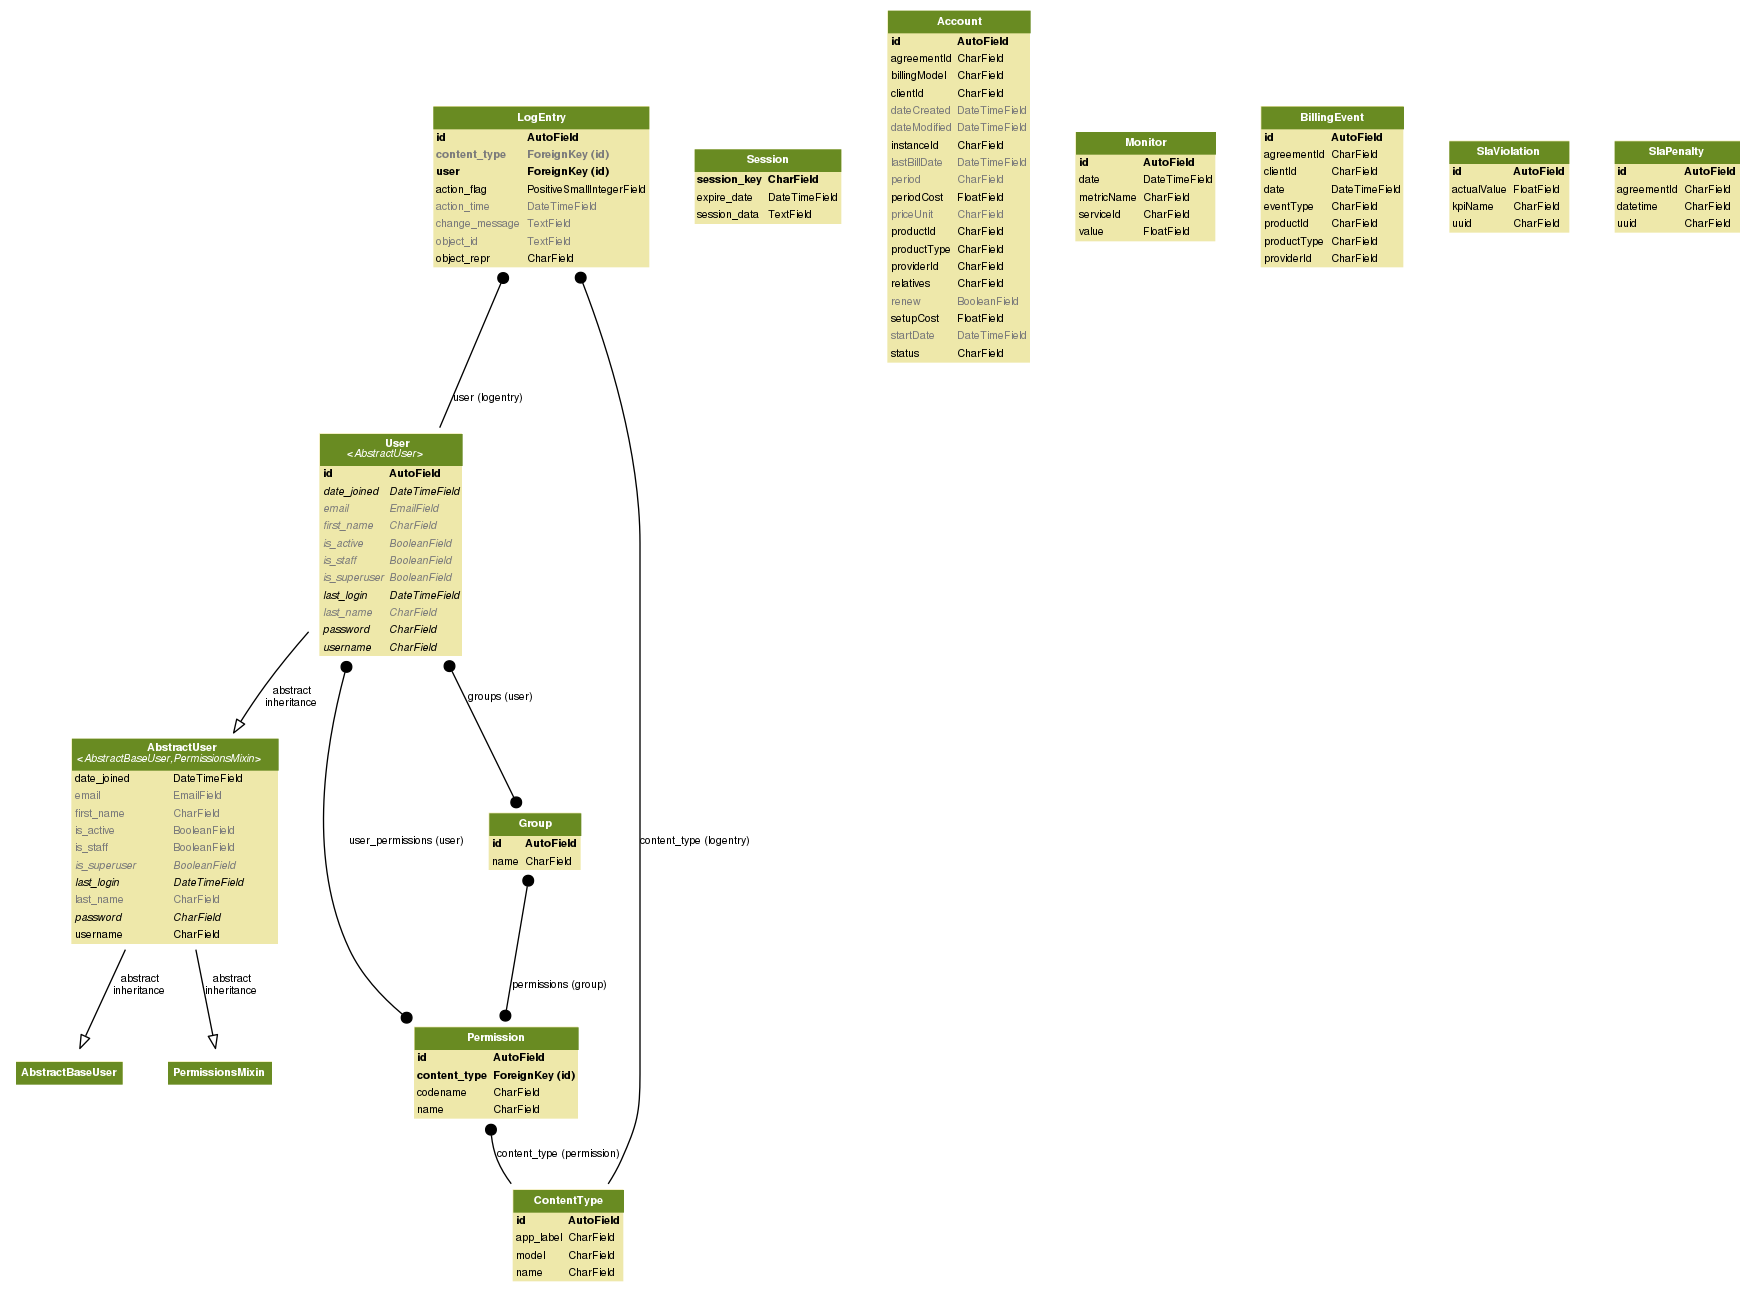 Account
id AutoField
agreementId CharField
billingModel CharField
clientId CharField
dateCreated DateTimeField
dateModified DateTimeField
instanceId CharField
lastBillDate DateTimeField
period CharField
periodCost FloatField
priceUnit CharField
productId CharField
productType CharField
providerId CharField
relatives CharField
renew BooleanField
setupCost FloatField
startDate DateTimeField
status CharField
LogEntry
id AutoField
content_type ForeignKey (id)
user ForeignKey (id)
action_flag PositiveSmallIntegerField
action_time DateTimeField
change_message TextField
object_id TextField
object_repr CharField
Session
session_key CharField
expire_date DateTimeField
session_data TextField
Monitor
id AutoField
date DateTimeField
metricName CharField
serviceId CharField
value FloatField
BillingEvent
id AutoField
agreementId CharField
clientId CharField
date DateTimeField
eventType CharField
productId CharField
productType CharField
providerId CharField
SlaViolation
id AutoField
actualValue FloatField
kpiName CharField
uuid CharField
SlaPenalty
id AutoField
agreementId CharField
datetime CharField
uuid CharField
user (logentry)
User
<AbstractUser>
id AutoField
date_joined DateTimeField
email EmailField
first_name CharField
is_active BooleanField
is_staff BooleanField
is_superuser BooleanField
last_login DateTimeField
last_name CharField
password CharField
username CharField
abstract
inheritance
groups (user)
AbstractUser
<AbstractBaseUser,PermissionsMixin>
date_joined DateTimeField
email EmailField
first_name CharField
is_active BooleanField
is_staff BooleanField
is_superuser BooleanField
last_login DateTimeField
last_name CharField
password CharField
username CharField
user_permissions (user)
Group
id AutoField
name CharField
content_type (logentry)
abstract
inheritance
abstract
inheritance
permissions (group)
AbstractBaseUser
PermissionsMixin
Permission
id AutoField
content_type ForeignKey (id)
codename CharField
name CharField
content_type (permission)
ContentType
id AutoField
app_label CharField
model CharField
name CharField